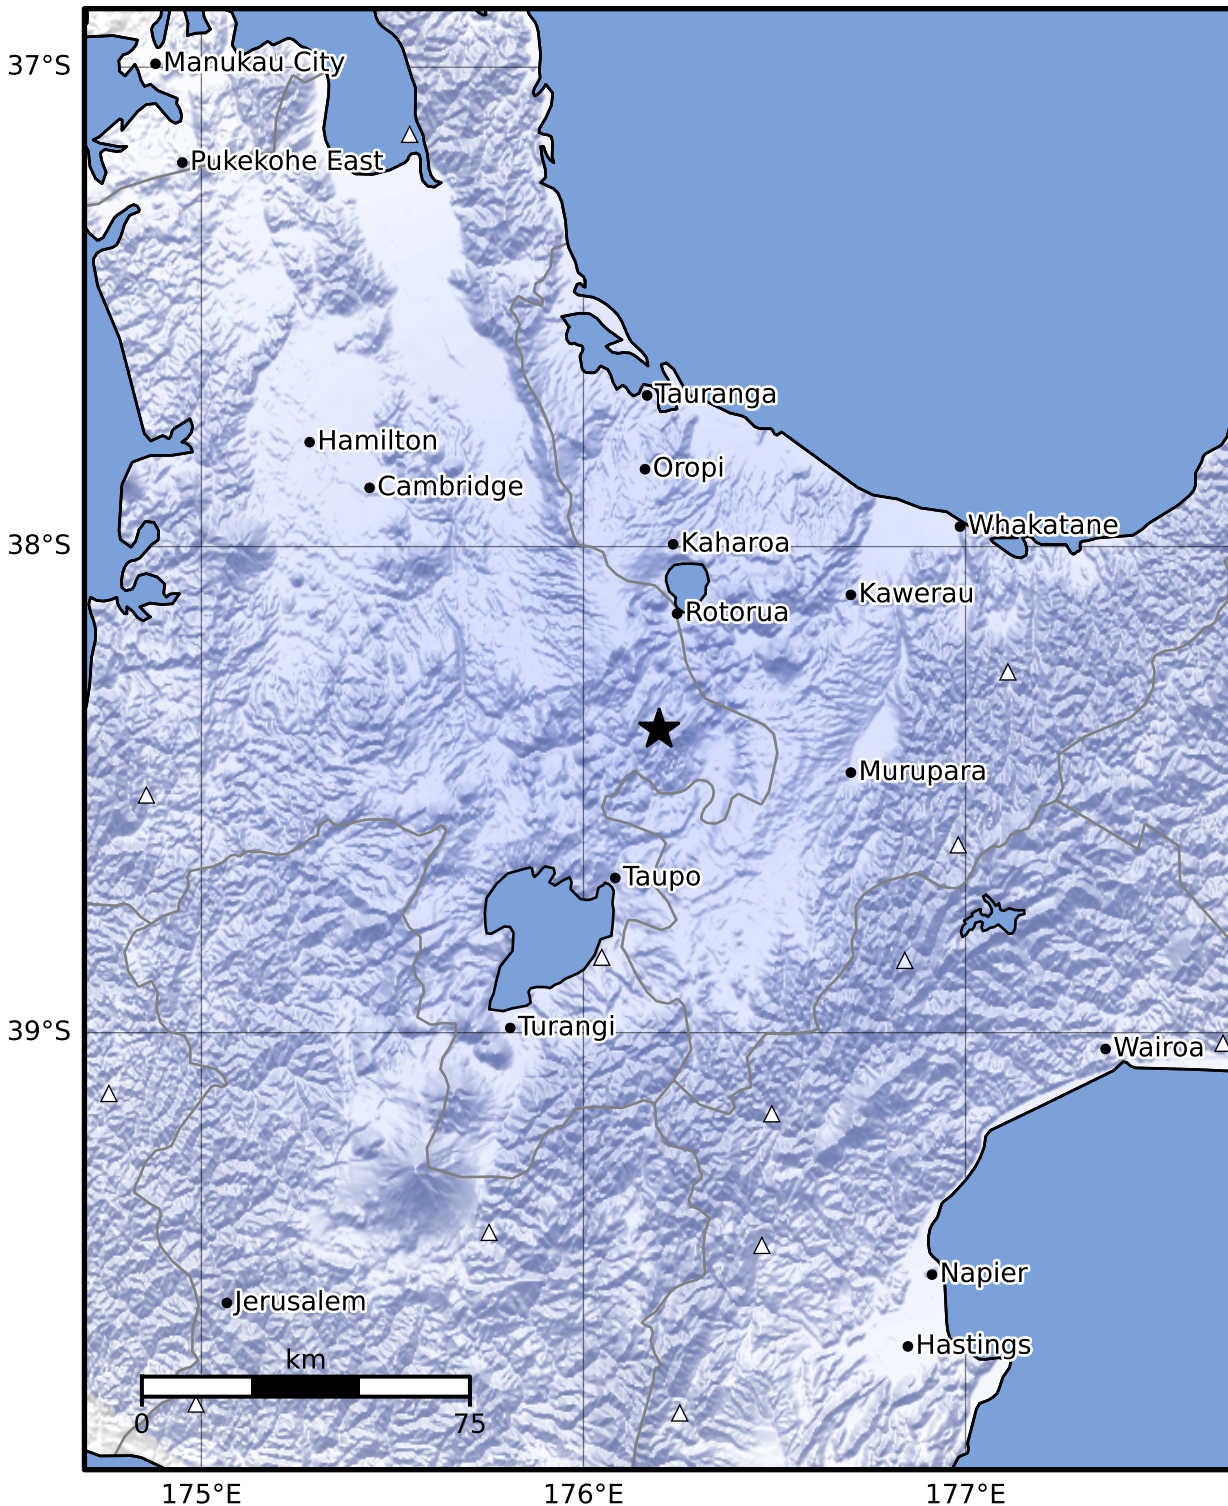 37°S
Manukau City
Pukekohe East
Tauranga
Hamilton
Oropi
Cambridge
Whakatane
38°S
Kaharoa
Kawerau
Rotorua
Murupara
Taupo
39°S
Turangi
Wairoa
Napier
Jerusalem
Hastings
km
0 75
175°E 176°E 177°E